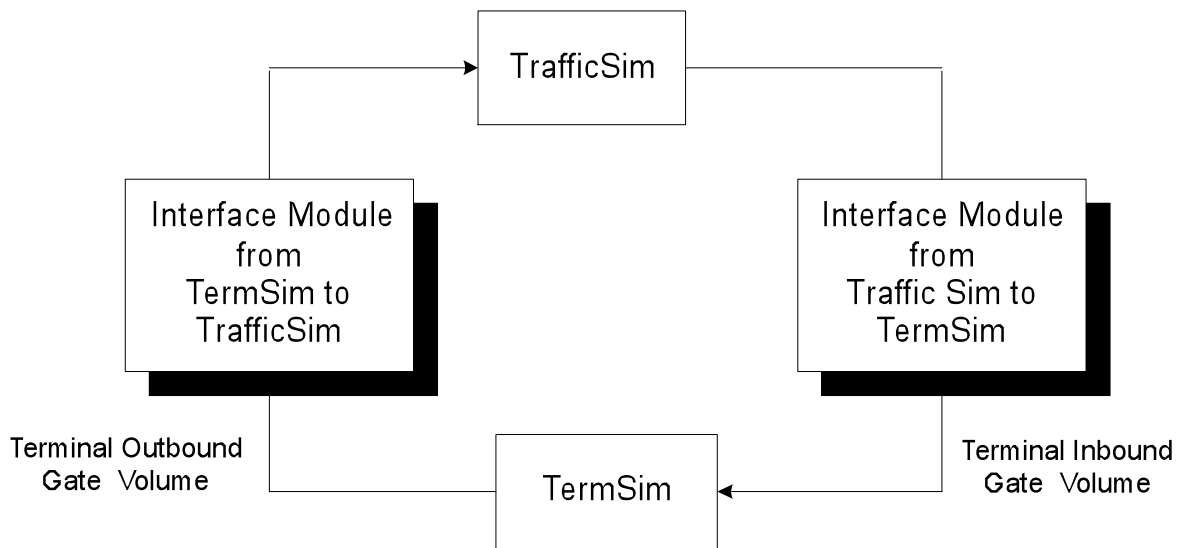 TrafficSim
Interface Module
from
TermSim to
TrafficSim
Interface Module
from
Traffic Sim to
TermSim
Terminal Outbound
Gate Volume
TermSim
Terminal Inbound
Gate Volume